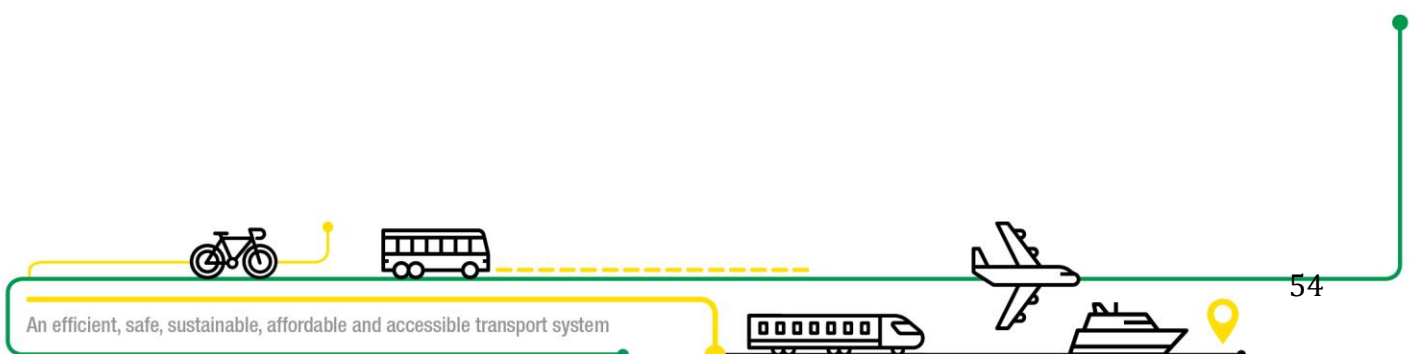 54
An efficient, safe, sustainable, affordable and accessible transport system